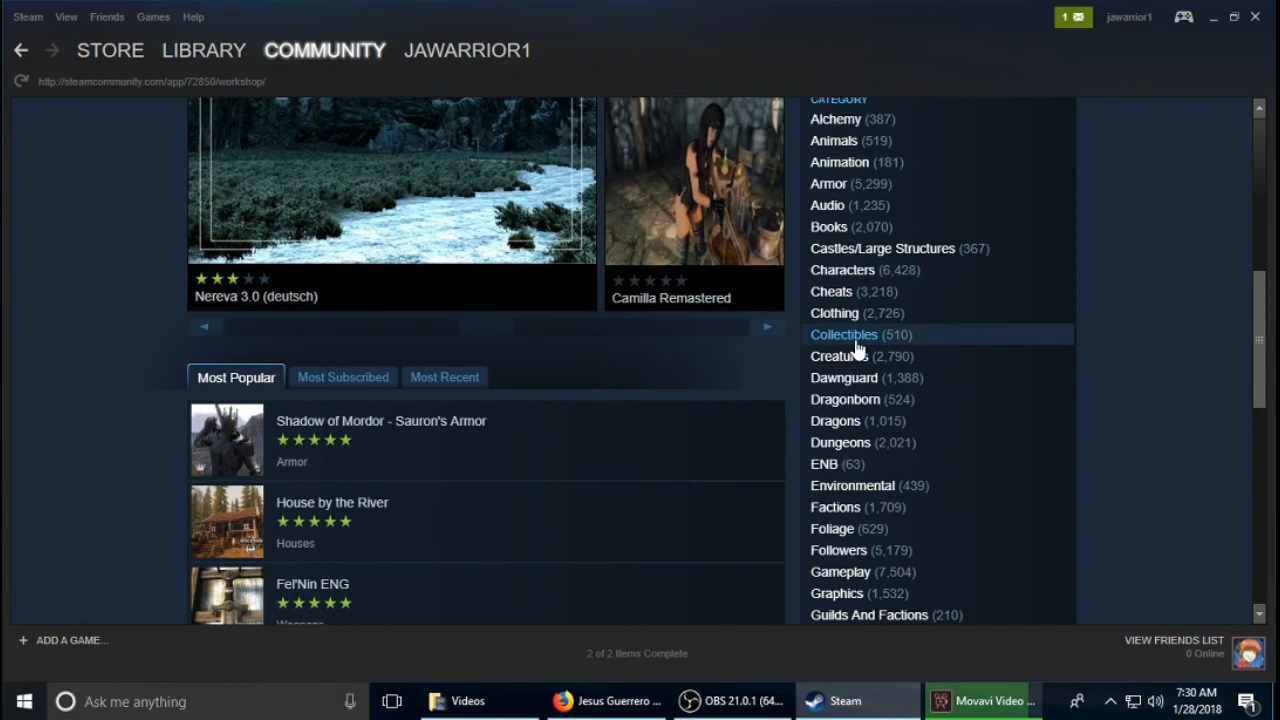 Steam View Friends Games Help
1
jawarrior1
STORE LIBRARY COMMUNITY JAWARRIOR1
http://steamcommunity.com/app/72850/workshop/
Nereva 3.0 (deutsch)
Camilla Remastered
Most Popular Most Subscribed Most Recent
Shadow of Mordor - Sauron's Armor
Armor
House by the River
Houses
Fel'Nin ENG
Weapons
CATEGORY
Alchemy (387)
Animals (519)
Animation (181)
Armor (5,299)
Audio (1,235)
Books (2,070)
Castles/Large Structures (367)
Characters (6,428)
Cheats (3,218)
Clothing (2,726)
Collectibles (510)
Creatures (2,790)
Dawnguard (1,388)
Dragonborn (524)
Dragons (1,015)
Dungeons (2,021)
ENB (63)
Environmental (439)
Factions (1,709)
Foliage (629)
Followers (5,179)
Gameplay (7,504)
Graphics (1,532)
Guilds And Factions (210)
+ ADD A GAME...
2 of 2 Items Complete
VIEW FRIENDS LIST
0 Online
Ask me anything
Videos
Jesus Guerrero ...
OBS 21.0.1 (64...
Steam
Movavi Video ...
7:30 AM
1/28/2018
1